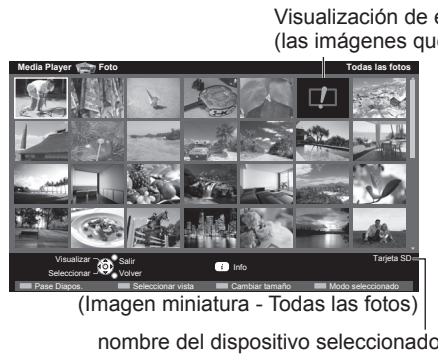 Visualización de
(las imágenes que
Media Player Foto Todas las fotos
Visualizar Salir
Seleccionar Volver
i Info
Tarjeta SD
Pase Diapos. Seleccionar vista Cambiar tamaño Modo seleccionado
(Imagen miniatura - Todas las fotos)
nombre del dispositivo seleccionado